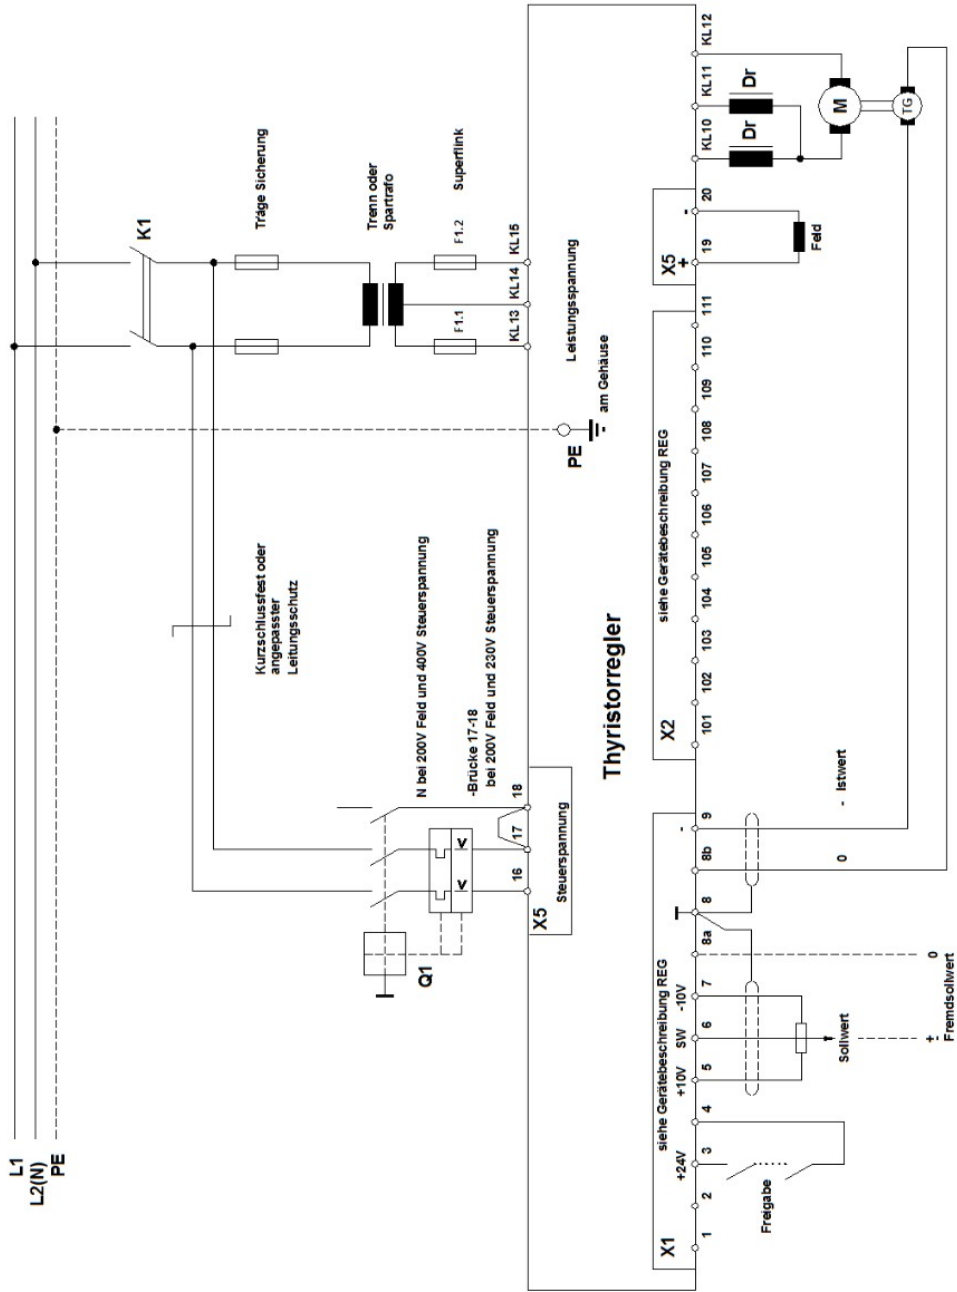 L1
L2(N)
PE
K1
Träge Sicherung
Trenn oder
Spartrafo
F1.1
F1.2
Superflink
KL13
KL14
KL15
Leistungsspannung
PE
am Gehäuse
Kurzschlussfest oder
angepasster
Leitungsschutz
Q1
N bei 200V Feld und 400V Steuerspannung
-Brücke 17-18
bei 200V Feld und 230V Steuerspannung
16
17
18
X5
Steuerspannung
Thyristorregler
X1
siehe Gerätebeschreibung REG
+24V
+10V
SW
-10V
-
1
2
3
4
5
6
7
8a
8
8b
9
X2
siehe Gerätebeschreibung REG
101
102
103
104
105
106
107
108
109
110
111
X5
+
-
19
20
KL10
KL11
KL12
Freigabe
Sollwert
+
-
Fremdsollwert
0
0
- Istwert
Feld
Dr
Dr
M
TG